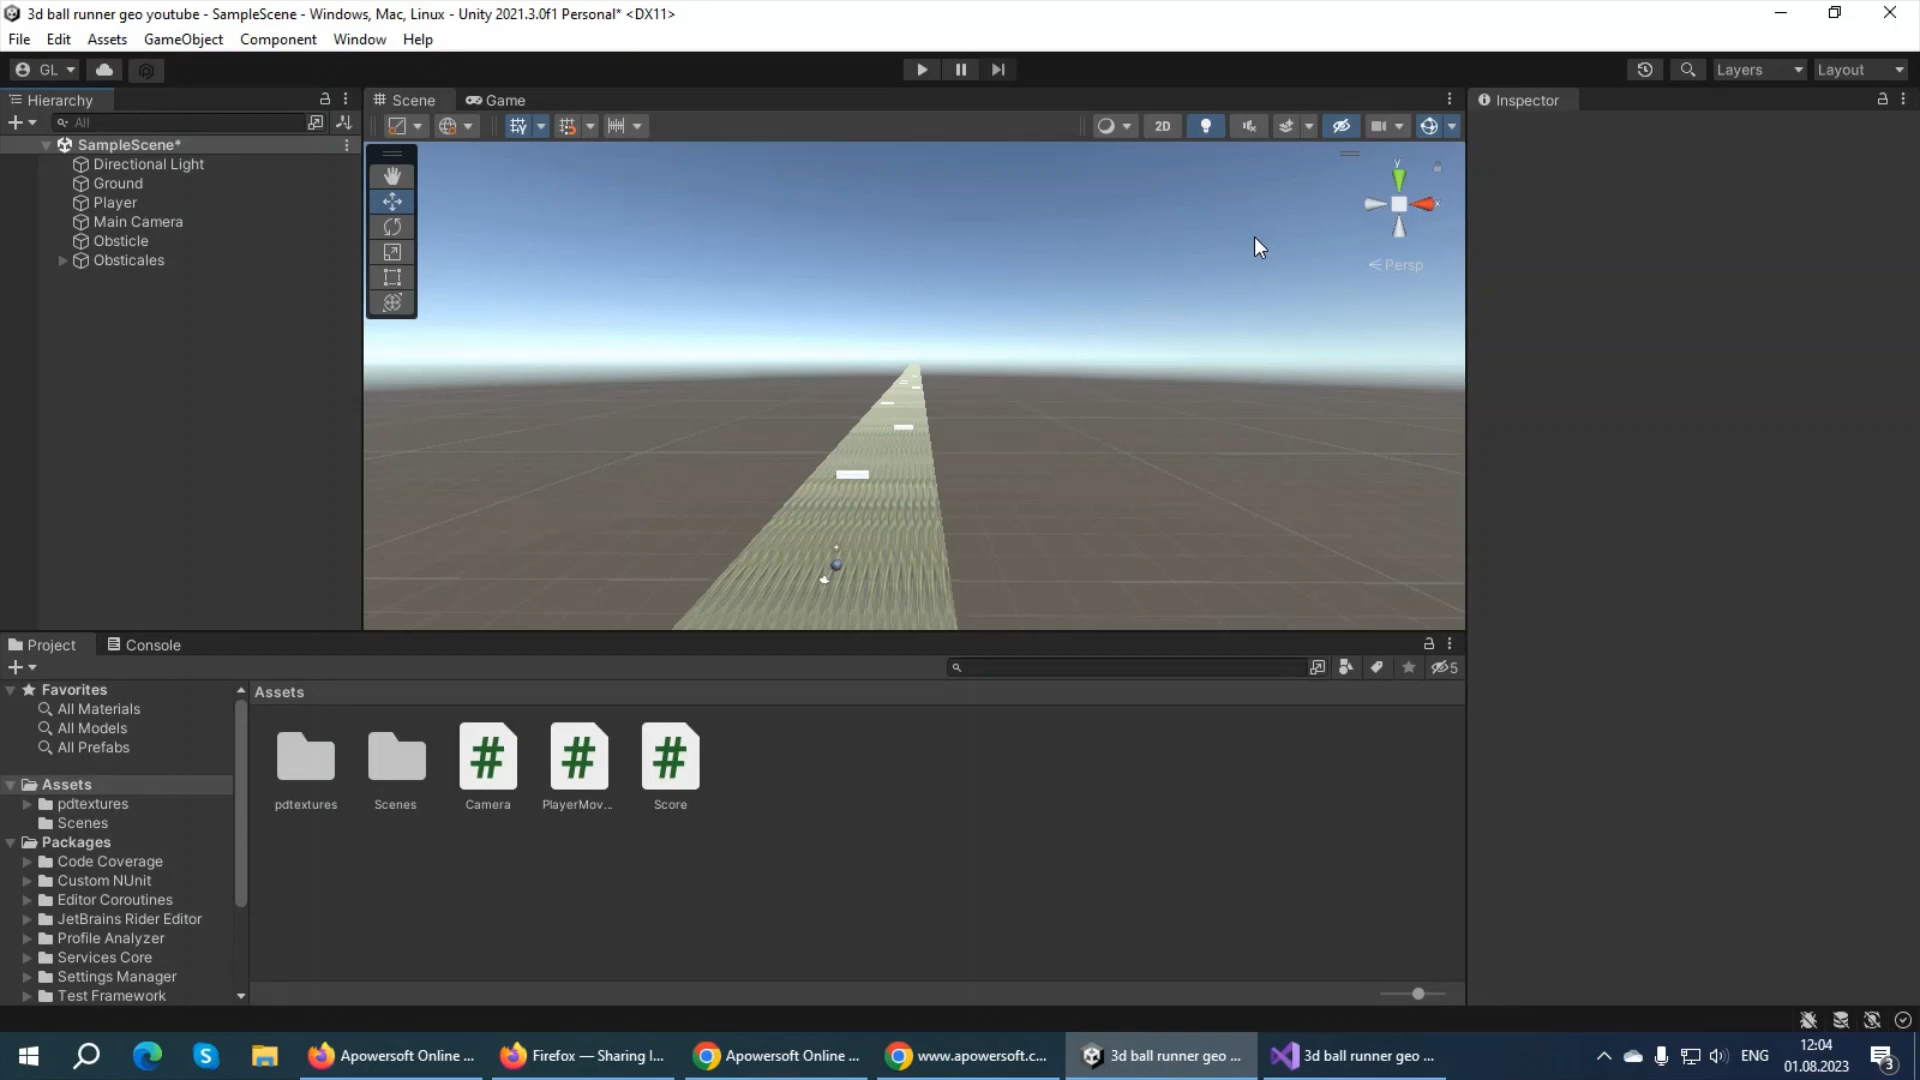 3d ball runner geo youtube - SampleScene - Windows, Mac, Linux - Unity 2021.3.0f1 Personal* <DX11>
File Edit Assets GameObject Component Window Help
GL
Layers
Layout
Hierarchy
Scene
Game
Inspector
All
2D
SampleScene*
Directional Light
Ground
Player
Main Camera
Obsticle
Obsticales
y
x
Persp
Project
Console
5
Favorites
All Materials
All Models
All Prefabs
Assets
pdtextures
Scenes
Packages
Code Coverage
Custom NUnit
Editor Coroutines
JetBrains Rider Editor
Profile Analyzer
Services Core
Settings Manager
Test Framework
Assets
pdtextures
Scenes
Camera
PlayerMov...
Score
Apowersoft Online ...
Firefox — Sharing I...
Apowersoft Online ...
www.apowersoft.c...
3d ball runner geo ...
3d ball runner geo ...
ENG
12:04
01.08.2023
3